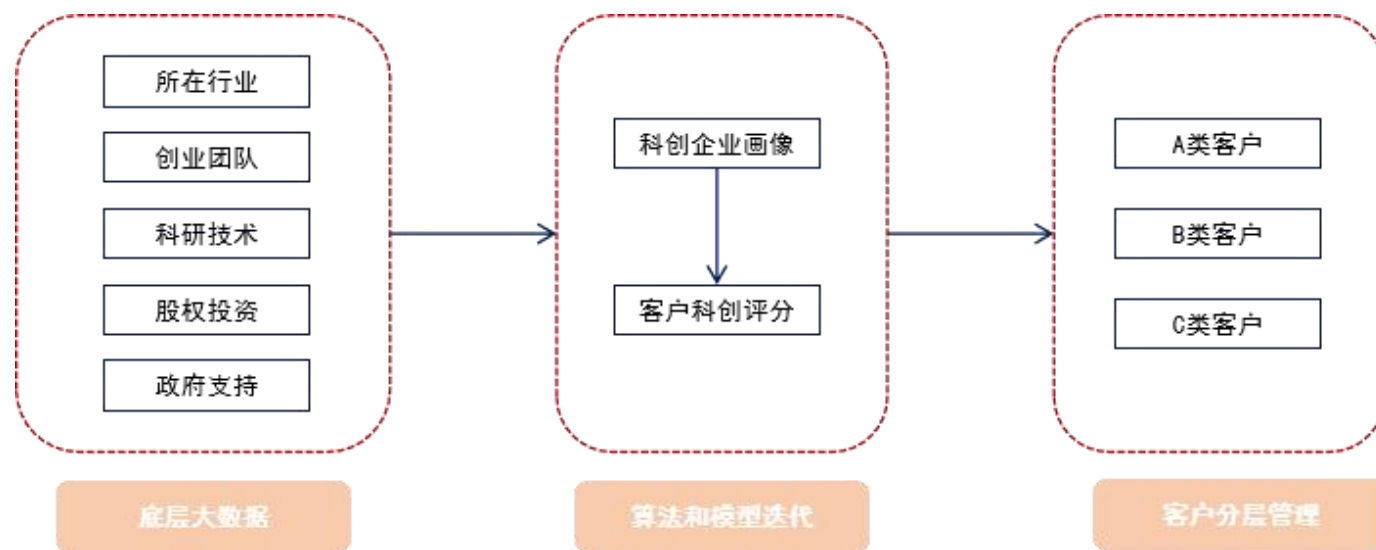 所在行业
创业团队
科研技术
股权投资
政府支持
科创企业画像
客户科创评分
A类客户
B类客户
C类客户
底层大数据
算法和模型迭代
客户分层管理